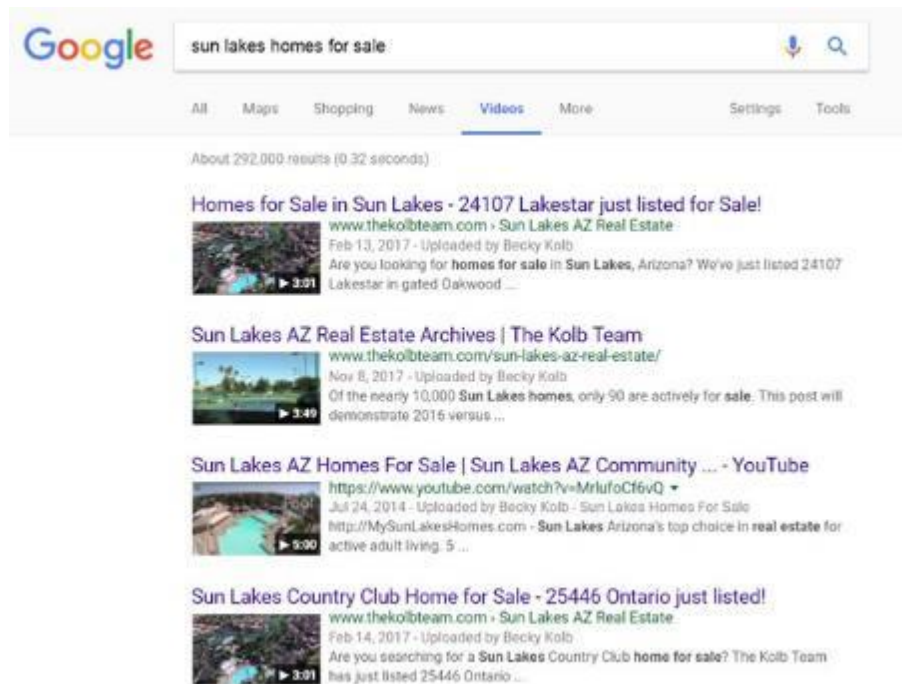 Google
sun lakes homes for sale
All Maps Shopping News Videos More Settings Tools
About 292,000 results (0.32 seconds)
Homes for Sale in Sun Lakes - 24107 Lakestar just listed for Sale!
www.thekolbteam.com › Sun Lakes AZ Real Estate
Feb 13, 2017 - Uploaded by Becky Kolb
Are you looking for homes for sale in Sun Lakes, Arizona? We've just listed 24107
3:01
Lakestar in gated Oakwood ...
Sun Lakes AZ Real Estate Archives | The Kolb Team
www.thekolbteam.com/sun-lakes-az-real-estate/
Nov 8, 2017 - Uploaded by Becky Kolb
Of the nearly 10,000 Sun Lakes homes, only 90 are actively for sale. This post will
3:49
demonstrate 2016 versus ...
Sun Lakes AZ Homes For Sale | Sun Lakes AZ Community ... - YouTube
https://www.youtube.com/watch?v=MrlufoCf6vQ
Jul 24, 2014 - Uploaded by Becky Kolb - Sun Lakes Homes For Sale
http://MySunLakesHomes.com - Sun Lakes Arizona's top choice in real estate for
5:00
active adult living. 5 ...
Sun Lakes Country Club Home for Sale - 25446 Ontario just listed!
www.thekolbteam.com › Sun Lakes AZ Real Estate
Feb 14, 2017 - Uploaded by Becky Kolb
Are you searching for a Sun Lakes Country Club home for sale? The Kolb Team
3:01
has just listed 25446 Ontario ...